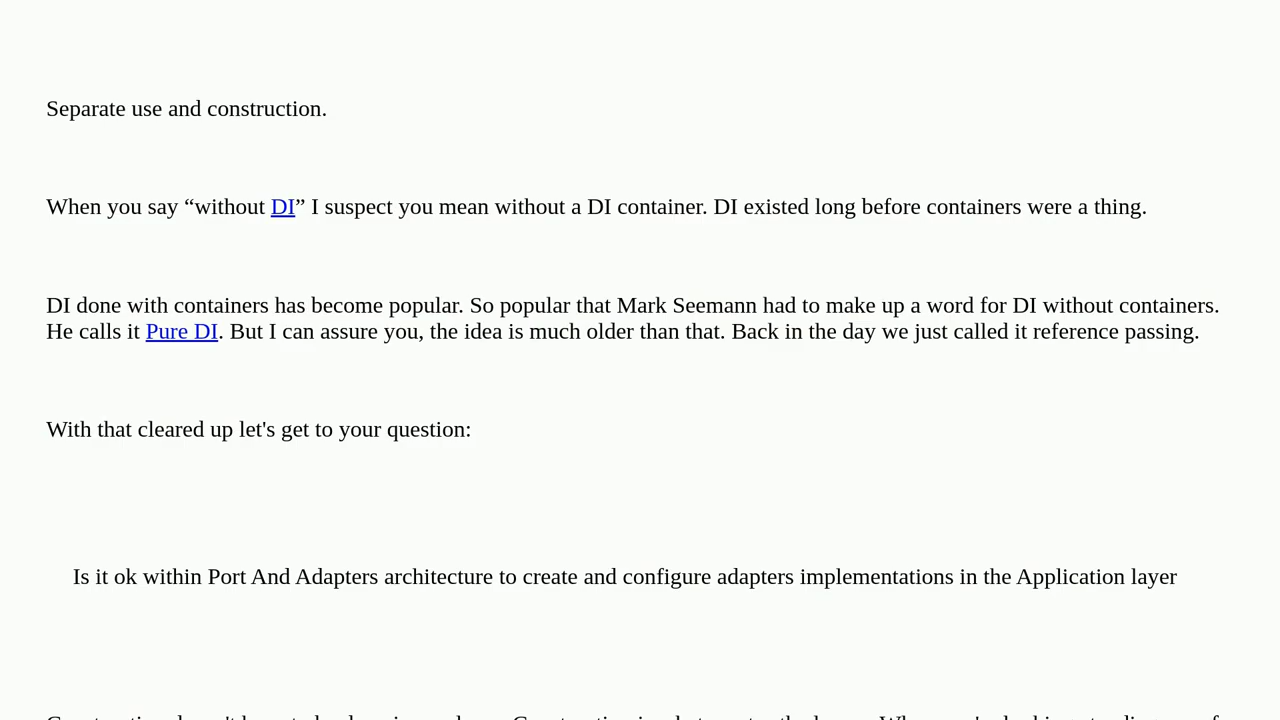 Separate use and construction.
When you say “without DI” I suspect you mean without a DI container. DI existed long before containers were a thing.
DI done with containers has become popular. So popular that Mark Seemann had to make up a word for DI without containers.
He calls it Pure DI. But I can assure you, the idea is much older than that. Back in the day we just called it reference passing.
With that cleared up let's get to your question:
Is it ok within Port And Adapters architecture to create and configure adapters implementations in the Application layer